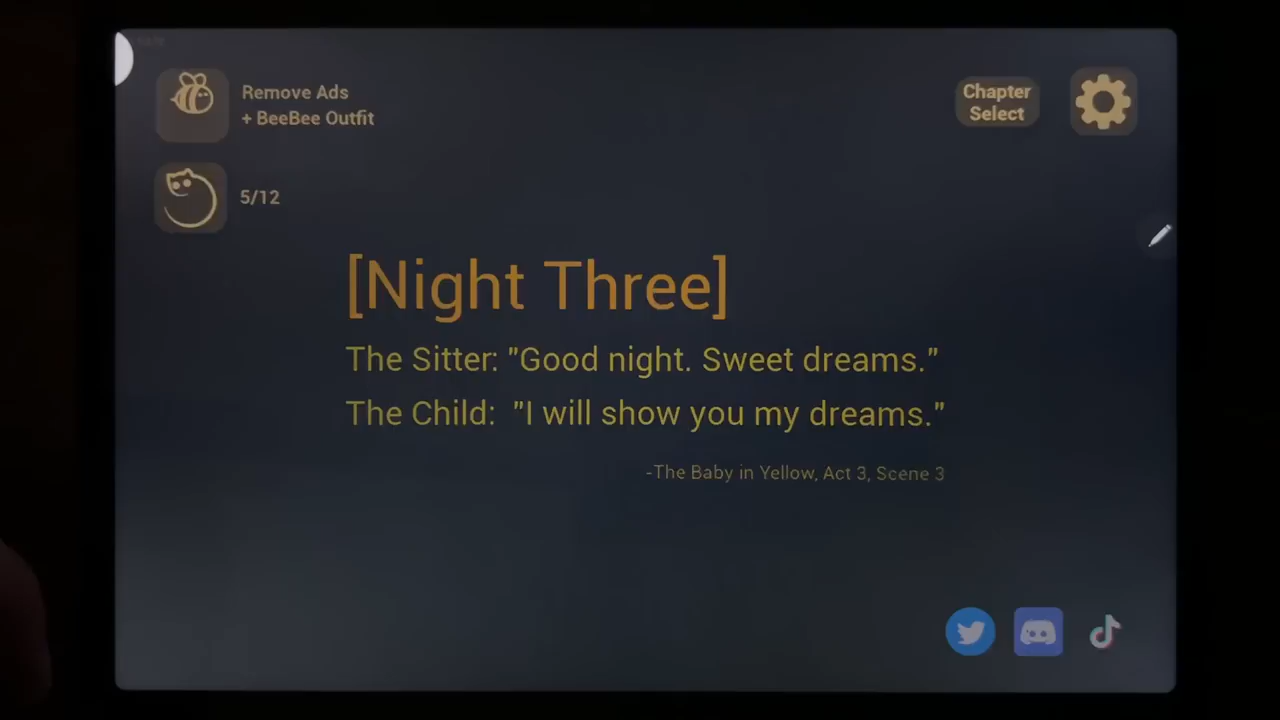 Remove Ads
+ BeeBee Outfit
Chapter
Select
5/12
[Night Three]
The Sitter: "Good night. Sweet dreams."
The Child: "I will show you my dreams."
-The Baby in Yellow, Act 3, Scene 3